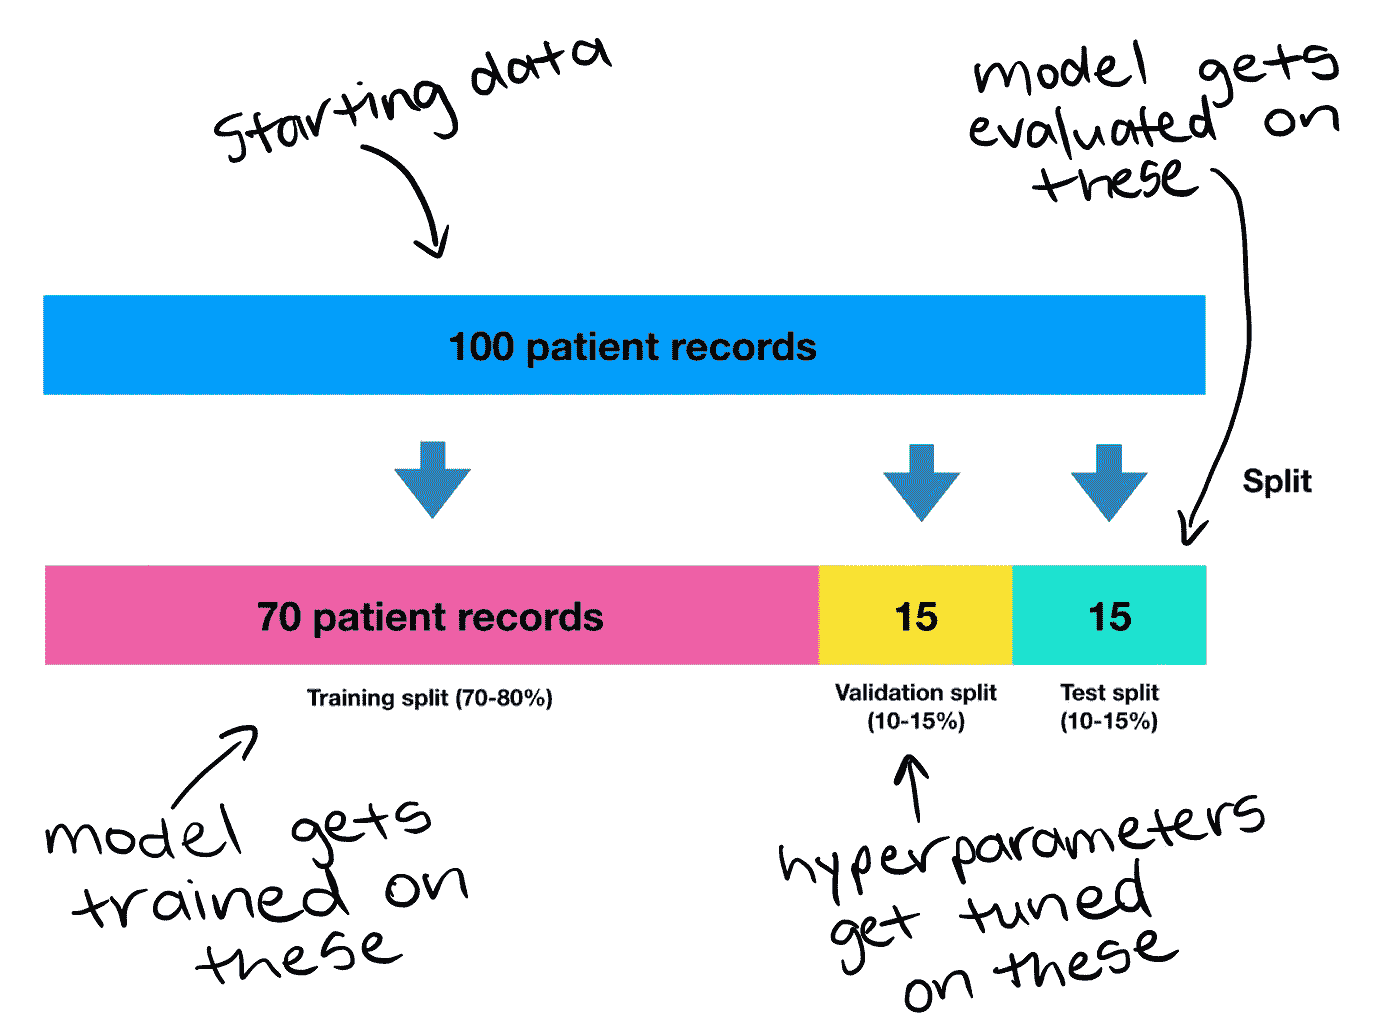 Starting data
model gets
evaluated on
these
100 patient records
Split
70 patient records
15
15
Training split (70-80%)
Validation split
(10-15%)
Test split
(10-15%)
model gets
trained on
these
hyperparameters
get tuned
on these